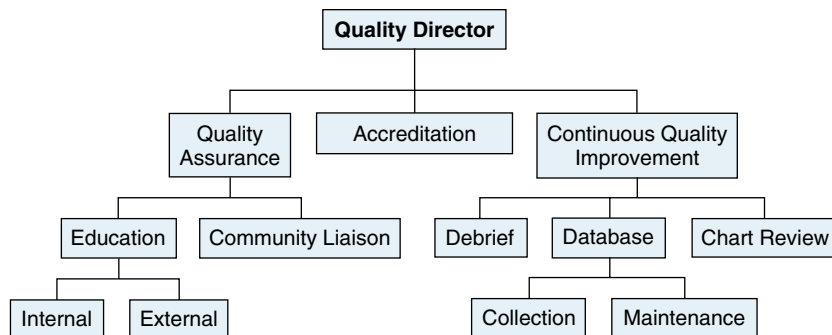 Quality Director
Quality
Assurance
Accreditation
Continuous Quality
Improvement
Education
Community Liaison
Debrief
Database
Chart Review
Internal
External
Collection
Maintenance